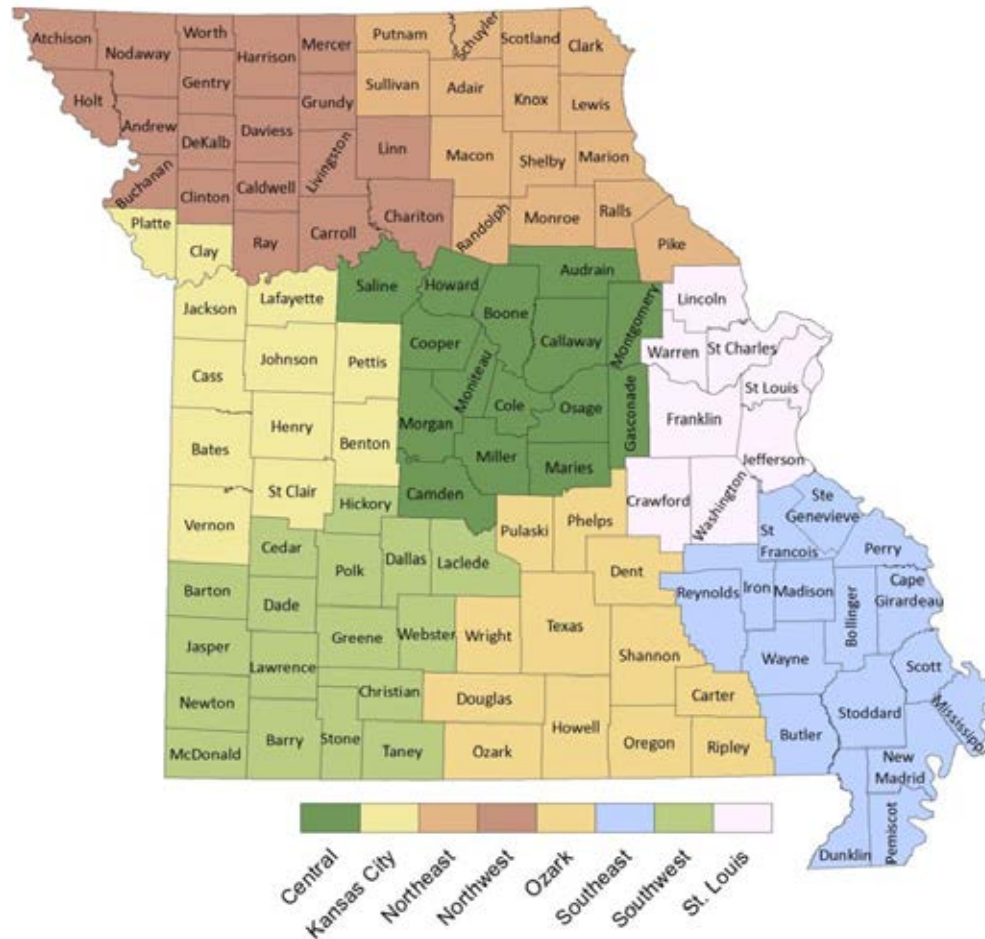 Atchison
Nodaway
Worth
Harrison
Mercer
Putnam
Schuyler
Scotland
Clark
Holt
Gentry
Sullivan
Adair
Knox
Lewis
Andrew
DeKalb
Daviess
Grundy
Livingston
Linn
Macon
Shelby
Marion
Buchanan
Clinton
Caldwell
Chariton
Randolph
Monroe
Ralls
Platte
Clay
Ray
Carroll
Pike
Saline
Howard
Audrain
Jackson
Lafayette
Boone
Callaway
Montgomery
Lincoln
Cass
Johnson
Pettis
Cooper
Moniteau
Warren
St Charles
St Louis
Cole
Osage
Gasconade
Franklin
Bates
Henry
Benton
Morgan
Miller
Maries
Jefferson
St Clair
Camden
Crawford
Washington
Vernon
Hickory
Pulaski
Phelps
Ste
Genevieve
St
Francois
Perry
Cedar
Polk
Dallas
Laclede
Dent
Barton
Dade
Reynolds
Iron
Madison
Bollinger
Cape
Girardeau
Jasper
Lawrence
Greene
Webster
Wright
Texas
Shannon
Wayne
Scott
Mississippi
Newton
Christian
Douglas
Howell
Carter
Stoddard
McDonald
Barry
Stone
Taney
Ozark
Oregon
Ripley
Butler
New
Madrid
Dunklin
Pemiscot
Central
Kansas City
Northeast
Northwest
Ozark
Southeast
Southwest
St. Louis